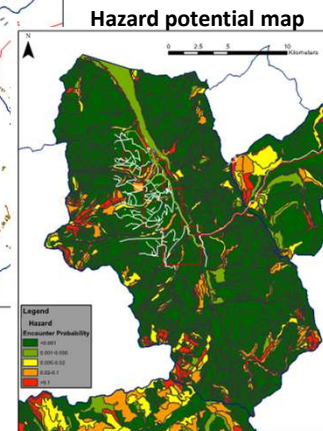 Hazard potential map
N
0 2.5 5 10
Kilometers
Legend
Hazard
Encounter Probability
<0.001
0.001-0.005
0.005-0.02
0.02-0.1
>0.1